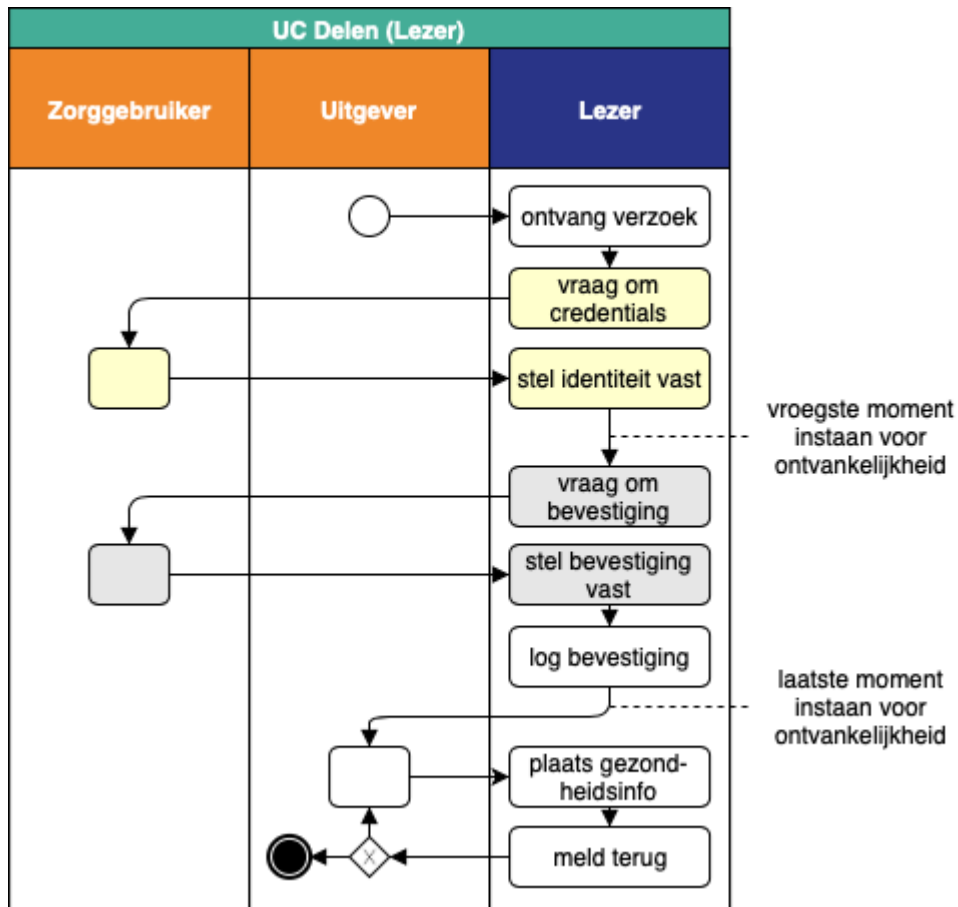 UC Delen (Lezer)
Zorggebruiker
Uitgever
Lezer
ontvang verzoek
vraag om
credentials
stel identiteit vast
vroegste moment
instaan voor
ontvankelijkheid
vraag om
bevestiging
stel bevestiging
vast
log bevestiging
laatste moment
instaan voor
ontvankelijkheid
plaats gezond-
heidsinfo
X
meld terug